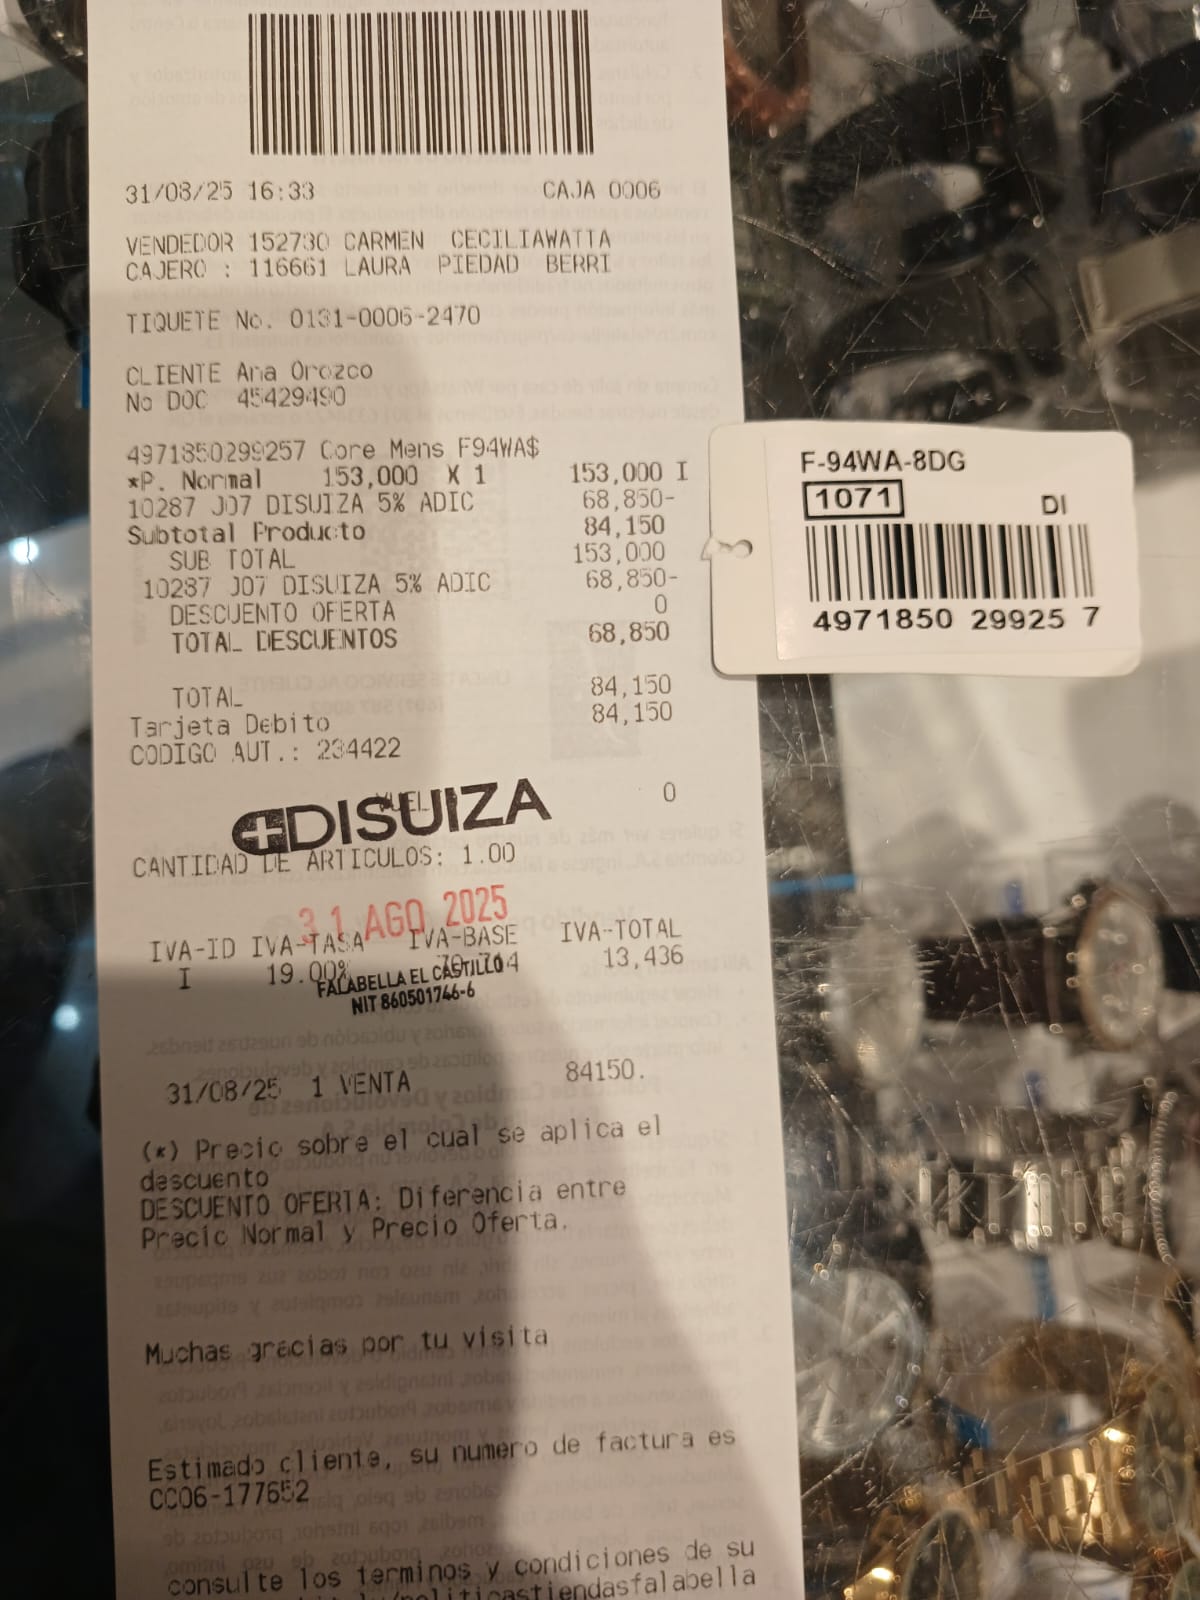 31/08/25 16:33 CAJA 0006
VENDEDOR 152730 CARMEN CECILIAWATTA
CAJERO : 116661 LAURA PIEDAD BERRI
TIQUETE No. 0131-0006-2470
CLIENTE Ana Orozco
No DOC 45429490
4971850299257 Core Mens F94WA$
*P. Normal 153,000 X 1 153,000 I
10287 J07 DISUIZA 5% ADIC 68,850-
Subtotal Producto 84,150
SUB TOTAL 153,000
10287 J07 DISUIZA 5% ADIC 68,850-
DESCUENTO OFERTA 0
TOTAL DESCUENTOS 68,850
TOTAL 84,150
Tarjeta Debito 84,150
CODIGO AUT.: 234422
0
DISUIZA
CANTIDAD DE ARTICULOS: 1.00
31 AGO 2025
IVA-ID IVA-TASA IVA-BASE IVA-TOTAL
I 19.00% 13,436
FALABELLA EL CASTILLO
NIT 860501746-6
31/08/25 1 VENTA 84150.
(*) Precio sobre el cual se aplica el
descuento
DESCUENTO OFERTA: Diferencia entre
Precio Normal y Precio Oferta.
Muchas gracias por tu visita
Estimado cliente, su numero de factura es
CC06-177652
consulte los terminos y condiciones de su
F-94WA-8DG
1071 DI
4971850 29925 7